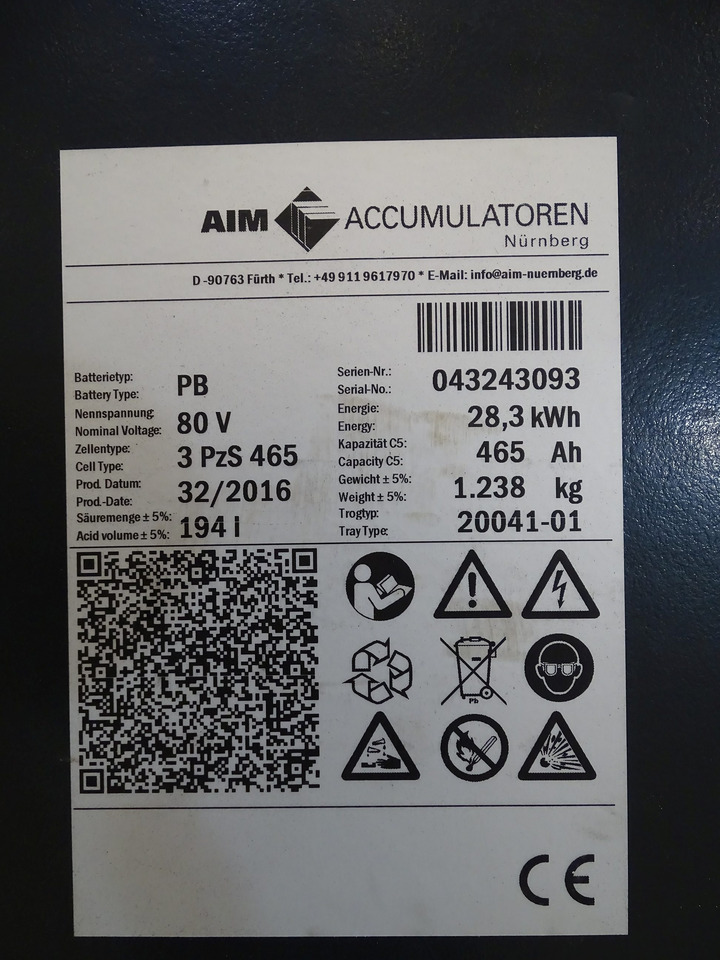 AIM ACCUMULATOREN
Nürnberg
D-90763 Fürth * Tel.: +49 911 9617970 * E-Mail: info@aim-nuernberg.de
Batterietyp:
Battery Type:
PB
Serien-Nr.:
Serial-No.:
043243093
Nennspannung:
Nominal Voltage:
80 V
Energie:
Energy:
28,3 kWh
Zellentype:
Cell Type:
3 PzS 465
Kapazität C5:
Capacity C5:
465 Ah
Prod. Datum:
Prod.-Date:
32/2016
Gewicht ± 5%:
Weight ± 5%:
1.238 kg
Säuremenge ± 5%:
Acid volume ± 5%:
194 l
Trogtyp:
Tray Type:
20041-01
Pb
CE